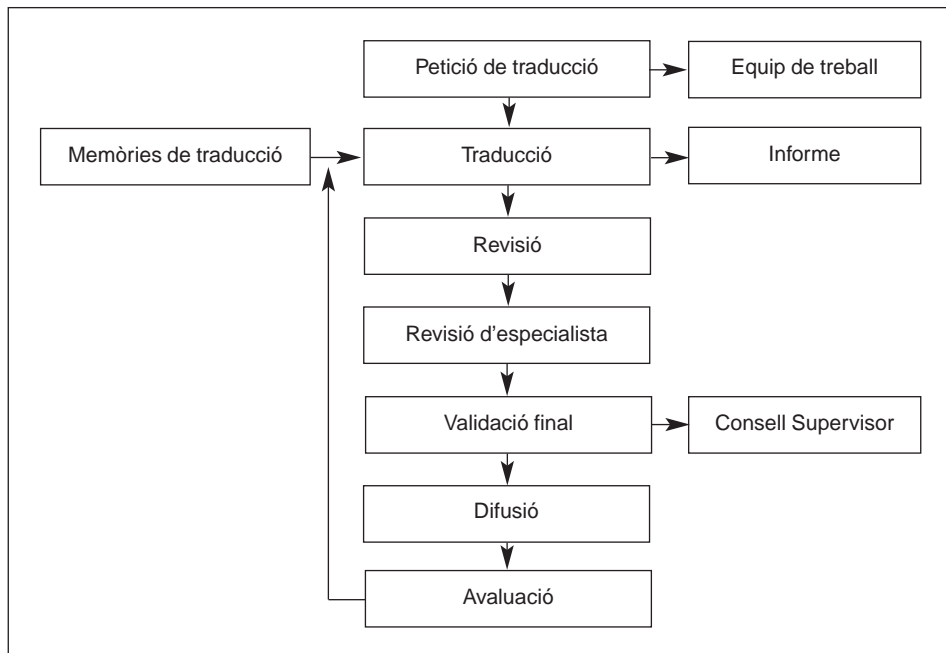 Petició de traducció
Equip de treball
Memòries de traducció
Traducció
Informe
Revisió
Revisió d'especialista
Validació final
Consell Supervisor
Difusió
Avaluació